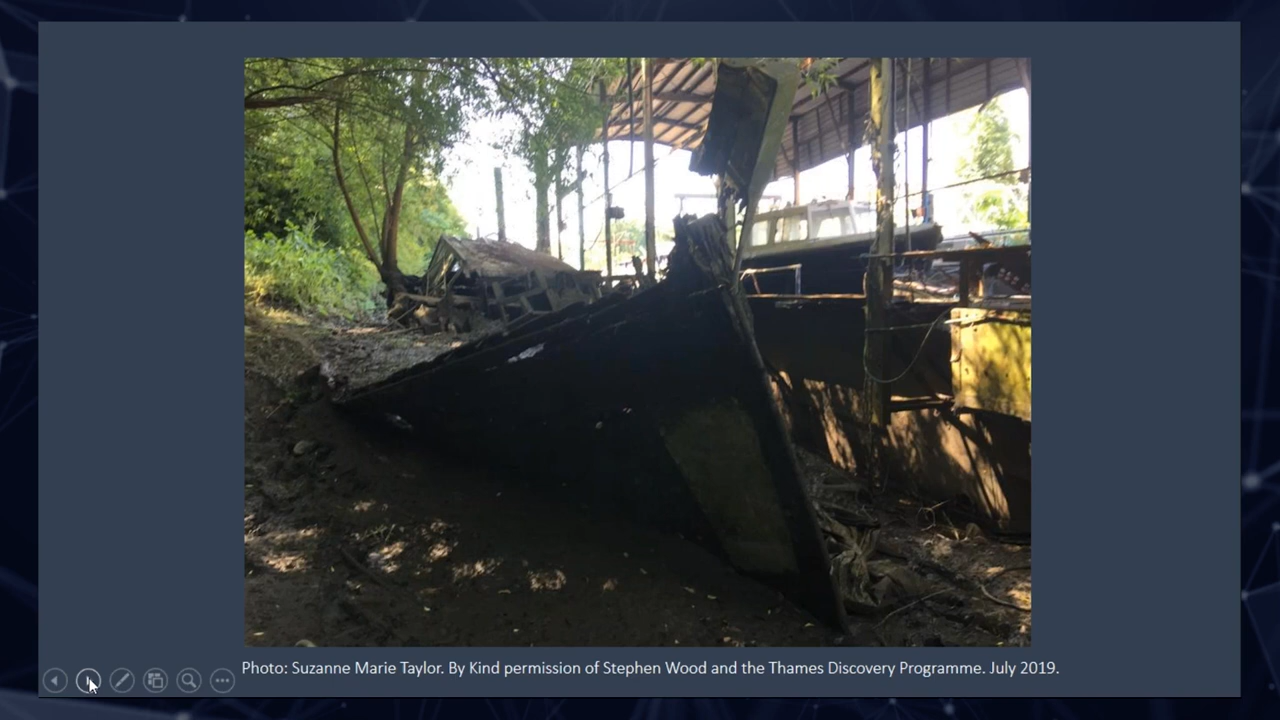 Photo: Suzanne Marie Taylor. By Kind permission of Stephen Wood and the Thames Discovery Programme. July 2019.